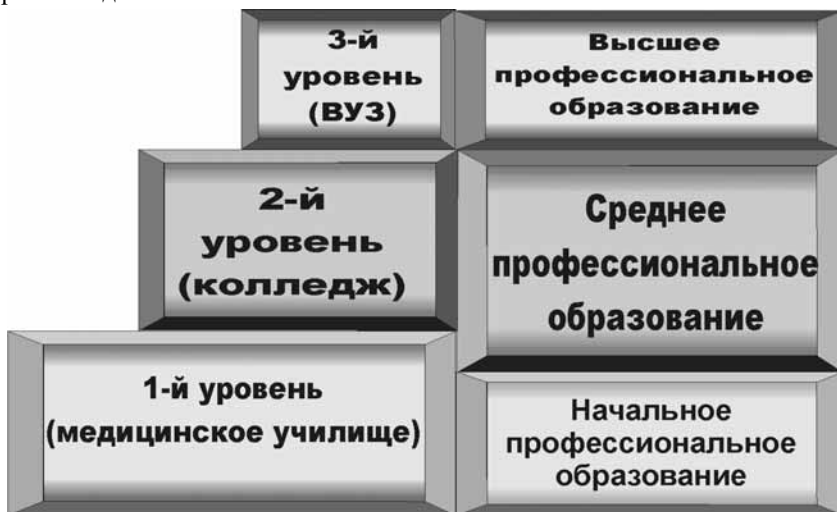 3-й
уровень
(ВУЗ)
Высшее
профессиональное
образование
2-й
уровень
(колледж)
Среднее
профессиональное
образование
1-й уровень
(медицинское училище)
Начальное
профессиональное
образование